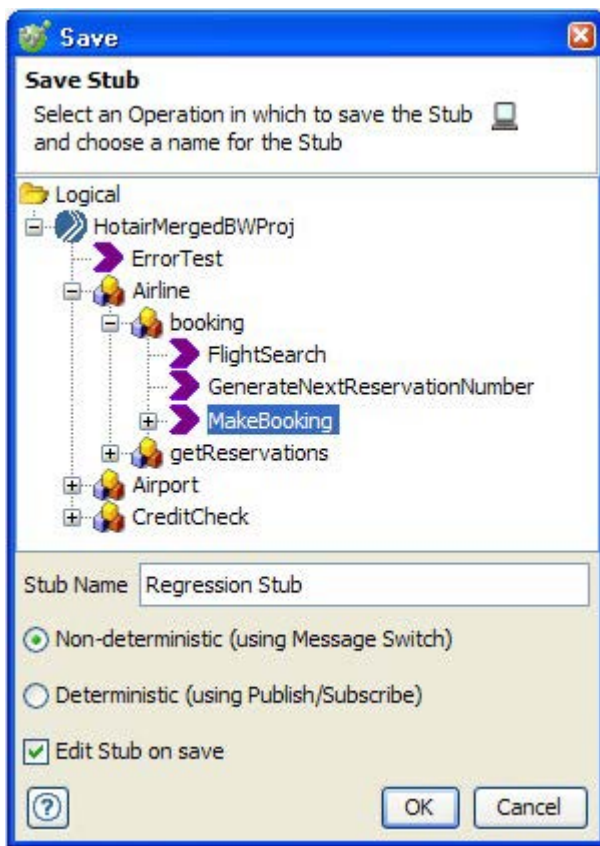 Save
Save Stub
Select an Operation in which to save the Stub
and choose a name for the Stub
Logical
HotairMergedBWProj
ErrorTest
Airline
booking
FlightSearch
GenerateNextReservationNumber
MakeBooking
getReservations
Airport
CreditCheck
Stub Name Regression Stub
Non-deterministic (using Message Switch)
Deterministic (using Publish/Subscribe)
Edit Stub on save
? OK Cancel